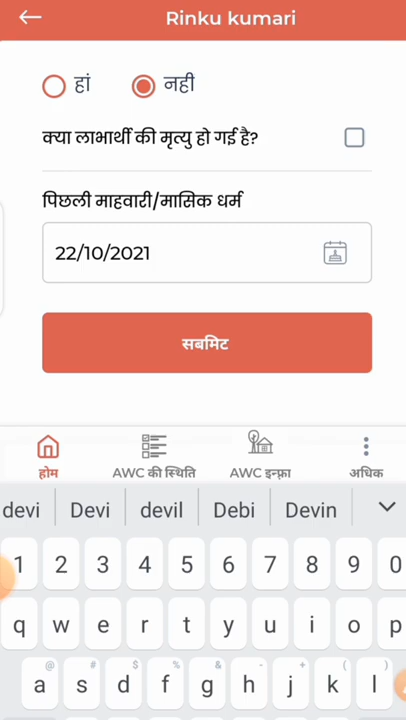 Rinku kumari
हां नही
क्या लाभार्थी की मृत्यु हो गई है?
पिछली माहवारी/मासिक धर्म
22/10/2021
सबमिट
होम AWC की स्थिति AWC इन्फ्रा अधिक
devi Devi devil Debi Devin
1 2 3 4 5 6 7 8 9 0
q w e r t y u i o p
@ # $ % & - + ( )
a s d f g h j k l